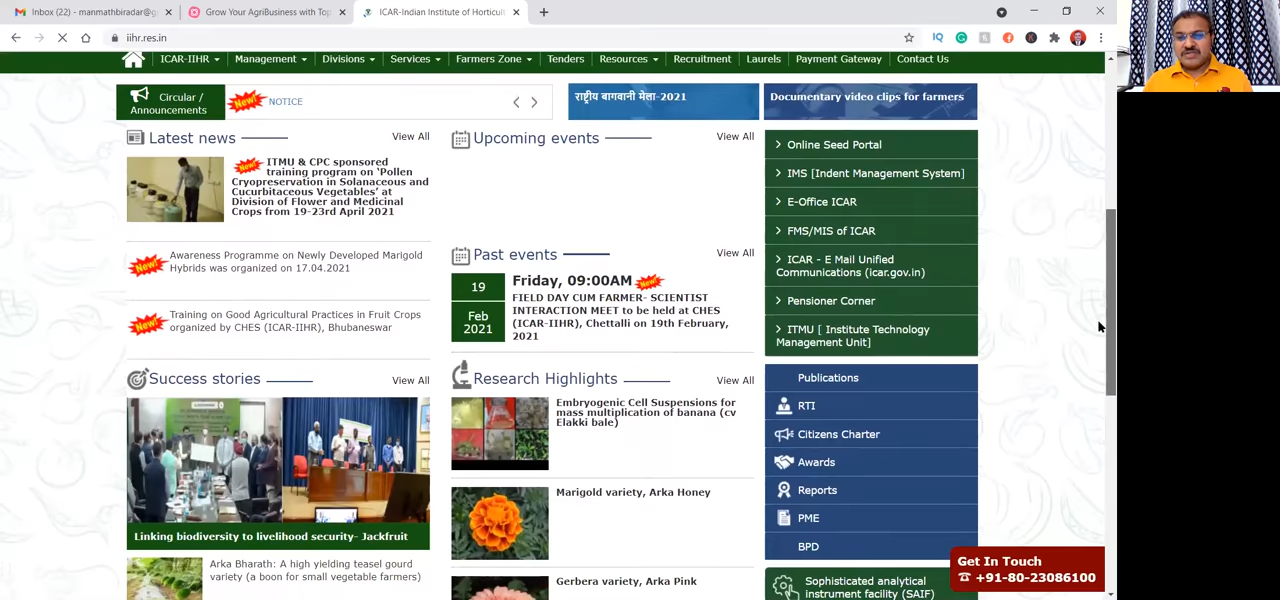 Inbox (22) - manmathbiradar@g
Grow Your AgriBusiness with Top
ICAR-Indian Institute of Horticul
iihr.res.in
ICAR-IIHR
Management
Divisions
Services
Farmers Zone
Tenders
Resources
Recruitment
Laurels
Payment Gateway
Contact Us
Circular /
Announcements
New!
NOTICE
राष्ट्रीय बागवानी मेला-2021
Documentary video clips for farmers
Latest news
View All
New!
ITMU & CPC sponsored
training program on ‘Pollen
Cryopreservation in Solanaceous and
Cucurbitaceous Vegetables’ at
Division of Flower and Medicinal
Crops from 19-23rd April 2021
New!
Awareness Programme on Newly Developed Marigold
Hybrids was organized on 17.04.2021
New!
Training on Good Agricultural Practices in Fruit Crops
organized by CHES (ICAR-IIHR), Bhubaneswar
Upcoming events
View All
Past events
View All
19
Feb
2021
Friday, 09:00AM
New!
FIELD DAY CUM FARMER- SCIENTIST
INTERACTION MEET to be held at CHES
(ICAR-IIHR), Chettalli on 19th February,
2021
Success stories
View All
Linking biodiversity to livelihood security- Jackfruit
Arka Bharath: A high yielding teasel gourd
variety (a boon for small vegetable farmers)
Research Highlights
View All
Embryogenic Cell Suspensions for
mass multiplication of banana (cv
Elakki bale)
Marigold variety, Arka Honey
Gerbera variety, Arka Pink
Online Seed Portal
IMS [Indent Management System]
E-Office ICAR
FMS/MIS of ICAR
ICAR - E Mail Unified
Communications (icar.gov.in)
Pensioner Corner
ITMU [ Institute Technology
Management Unit]
Publications
RTI
Citizens Charter
Awards
Reports
PME
BPD
Sophisticated analytical
instrument facility (SAIF)
Get In Touch
+91-80-23086100